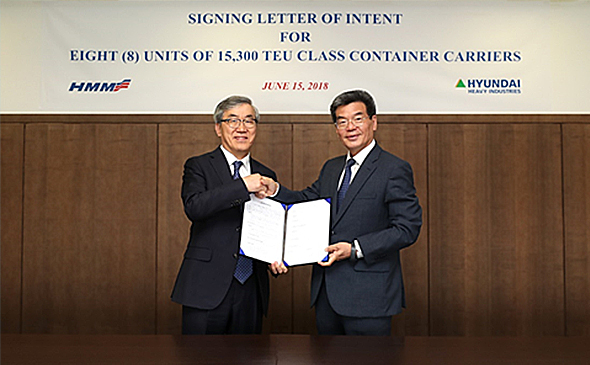 SIGNING LETTER OF INTENT
FOR
EIGHT (8) UNITS OF 15,300 TEU CLASS CONTAINER CARRIERS
HMM
JUNE 15, 2018
HYUNDAI
HEAVY INDUSTRIES